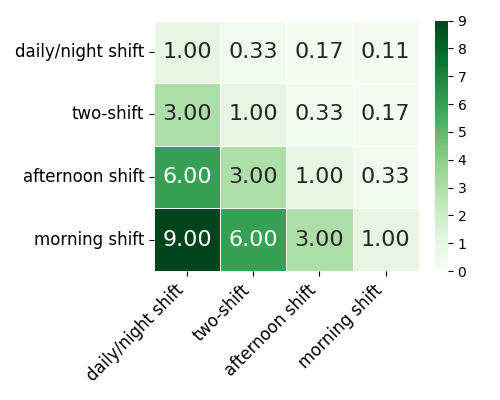 daily/night shift 1.00 0.33 0.17 0.11
two-shift 3.00 1.00 0.33 0.17
afternoon shift 6.00 3.00 1.00 0.33
morning shift 9.00 6.00 3.00 1.00
daily/night shift
two-shift
afternoon shift
morning shift
9
8
7
6
5
4
3
2
1
0